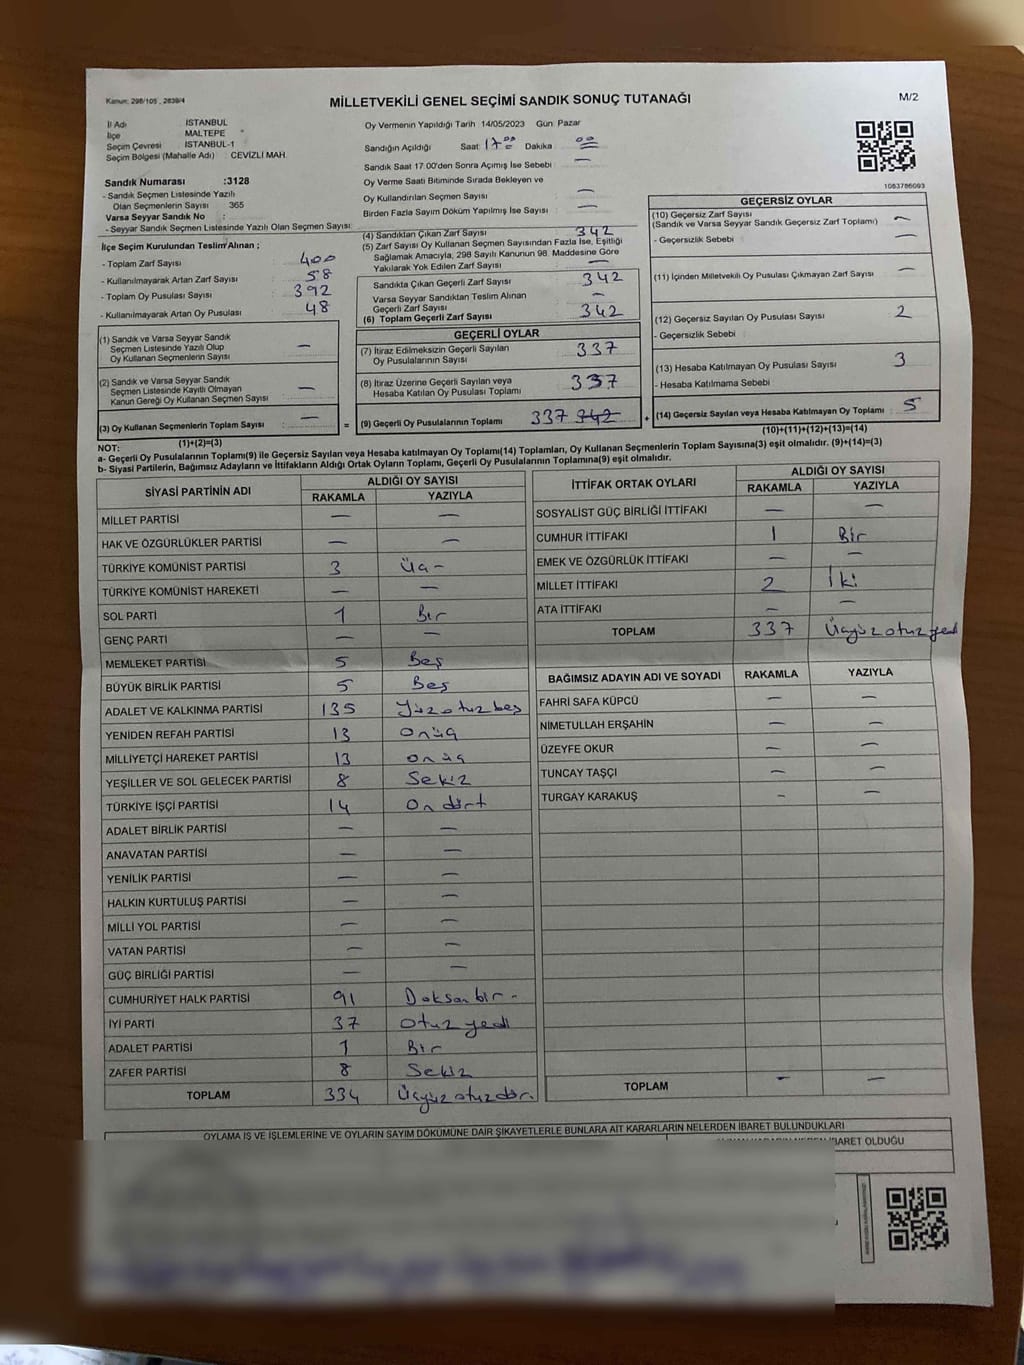 Kanun: 298/105 , 2839/4
MİLLETVEKİLİ GENEL SEÇİMİ SANDIK SONUÇ TUTANAĞI
M/2
İl Adı İSTANBUL
İlçe MALTEPE
Seçim Çevresi İSTANBUL-1
Seçim Bölgesi (Mahalle Adı) : CEVİZLİ MAH.
Oy Vermenin Yapıldığı Tarih 14/05/2023 Gün Pazar
Sandığın Açıldığı Saat 17 00 Dakika 00
Sandık Saat 17:00'den Sonra Açılmış İse Sebebi —
Oy Verme Saati Bitiminde Sırada Bekleyen ve
Oy Kullandırılan Seçmen Sayısı —
Birden Fazla Sayım Döküm Yapılmış İse Sayısı —
1083786093
Sandık Numarası :3128
- Sandık Seçmen Listesinde Yazılı
Olan Seçmenlerin Sayısı 365
Varsa Seyyar Sandık No :
- Seyyar Sandık Seçmen Listesinde Yazılı Olan Seçmen Sayısı:
İlçe Seçim Kurulundan Teslim Alınan ;
- Toplam Zarf Sayısı 400
- Kullanılmayarak Artan Zarf Sayısı 58
- Toplam Oy Pusulası Sayısı 392
- Kullanılmayarak Artan Oy Pusulası 48
(4) Sandıktan Çıkan Zarf Sayısı 342
(5) Zarf Sayısı Oy Kullanan Seçmen Sayısından Fazla İse, Eşitliği
Sağlamak Amacıyla, 298 Sayılı Kanunun 98. Maddesine Göre
Yakılarak Yok Edilen Zarf Sayısı —
Sandıkta Çıkan Geçerli Zarf Sayısı 342
Varsa Seyyar Sandıktan Teslim Alınan
Geçerli Zarf Sayısı —
(6) Toplam Geçerli Zarf Sayısı 342
GEÇERSİZ OYLAR
(10) Geçersiz Zarf Sayısı —
(Sandık ve Varsa Seyyar Sandık Geçersiz Zarf Toplamı)
- Geçersizlik Sebebi —
(11) İçinden Milletvekili Oy Pusulası Çıkmayan Zarf Sayısı —
(12) Geçersiz Sayılan Oy Pusulası Sayısı 2
- Geçersizlik Sebebi
(13) Hesaba Katılmayan Oy Pusulası Sayısı 3
- Hesaba Katılmama Sebebi
(14) Geçersiz Sayılan veya Hesaba Katılmayan Oy Toplamı 5
(10)+(11)+(12)+(13)=(14)
(1) Sandık ve Varsa Seyyar Sandık
Seçmen Listesinde Yazılı Olup
Oy Kullanan Seçmenlerin Sayısı —
(2) Sandık ve Varsa Seyyar Sandık
Seçmen Listesinde Kayıtlı Olmayan
Kanun Gereği Oy Kullanan Seçmen Sayısı —
(3) Oy Kullanan Seçmenlerin Toplam Sayısı —
(1)+(2)=(3)
=
GEÇERLİ OYLAR
(7) İtiraz Edilmeksizin Geçerli Sayılan
Oy Pusulalarının Sayısı 337
(8) İtiraz Üzerine Geçerli Sayılan veya
Hesaba Katılan Oy Pusulası Toplamı 337
(9) Geçerli Oy Pusulalarının Toplamı 337 342
+
NOT:
a- Geçerli Oy Pusulalarının Toplamı(9) ile Geçersiz Sayılan veya Hesaba katılmayan Oy Toplamı(14) Toplamları, Oy Kullanan Seçmenlerin Toplam Sayısına(3) eşit olmalıdır. (9)+(14)=(3)
b- Siyasi Partilerin, Bağımsız Adayların ve İttifakların Aldığı Ortak Oyların Toplamı, Geçerli Oy Pusulalarının Toplamına(9) eşit olmalıdır.
SİYASİ PARTİNİN ADI ALDIĞI OY SAYISI
RAKAMLA YAZIYLA
MİLLET PARTİSİ — —
HAK VE ÖZGÜRLÜKLER PARTİSİ — —
TÜRKİYE KOMÜNİST PARTİSİ 3 Üç -
TÜRKİYE KOMÜNİST HAREKETİ — —
SOL PARTİ 1 Bir
GENÇ PARTİ — —
MEMLEKET PARTİSİ 5 Beş
BÜYÜK BİRLİK PARTİSİ 5 Beş
ADALET VE KALKINMA PARTİSİ 135 Yüzotuzbeş
YENİDEN REFAH PARTİSİ 13 onüç
MİLLİYETÇİ HAREKET PARTİSİ 13 onüç
YEŞİLLER VE SOL GELECEK PARTİSİ 8 Sekiz
TÜRKİYE İŞÇİ PARTİSİ 14 On dört
ADALET BİRLİK PARTİSİ — —
ANAVATAN PARTİSİ — —
YENİLİK PARTİSİ — —
HALKIN KURTULUŞ PARTİSİ — —
MİLLİ YOL PARTİSİ — —
VATAN PARTİSİ — —
GÜÇ BİRLİĞİ PARTİSİ — —
CUMHURİYET HALK PARTİSİ 91 Doksan bir -
İYİ PARTİ 37 otuz yedi
ADALET PARTİSİ 1 Bir
ZAFER PARTİSİ 8 Sekiz
TOPLAM 334 Üçyüzotuzdör.
İTTİFAK ORTAK OYLARI ALDIĞI OY SAYISI
RAKAMLA YAZIYLA
SOSYALİST GÜÇ BİRLİĞİ İTTİFAKI — —
CUMHUR İTTİFAKI 1 Bir
EMEK VE ÖZGÜRLÜK İTTİFAKI — —
MİLLET İTTİFAKI 2 İki
ATA İTTİFAKI — —
TOPLAM 337 Üçyüzotuzyedi
BAĞIMSIZ ADAYIN ADI VE SOYADI RAKAMLA YAZIYLA
FAHRİ SAFA KÜPCÜ — —
NİMETULLAH ERŞAHİN — —
ÜZEYFE OKUR — —
TUNCAY TAŞÇI — —
TURGAY KARAKUŞ - —
TOPLAM - —
OYLAMA İŞ VE İŞLEMLERİNE VE OYLARIN SAYIM DÖKÜMÜNE DAİR ŞİKAYETLERLE BUNLARA AİT KARARLARIN NELERDEN İBARET BULUNDUKLARI
İBARET OLDUĞU